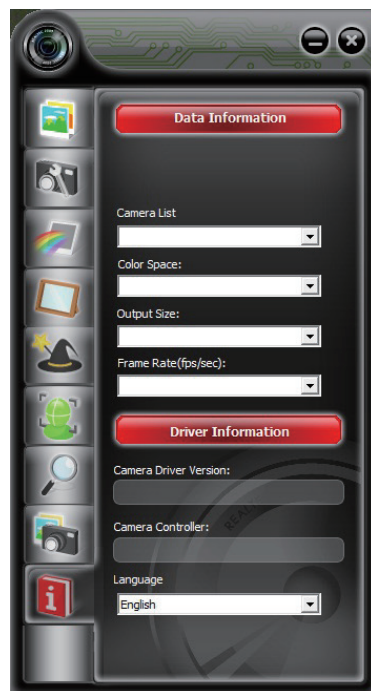 Data Information
Camera List
Color Space:
Output Size:
Frame Rate(fps/sec):
Driver Information
Camera Driver Version:
READY
Camera Controller:
Language
English